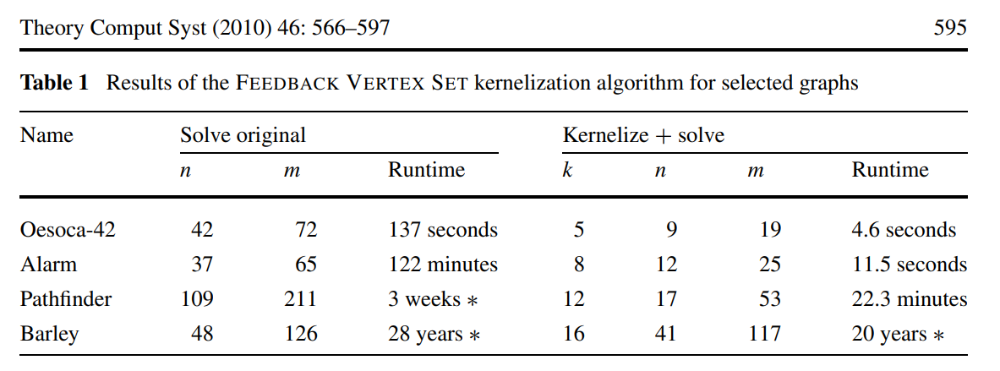 Theory Comput Syst (2010) 46: 566–597 595
Table 1 Results of the FEEDBACK VERTEX SET kernelization algorithm for selected graphs
Name Solve original Kernelize + solve
n m Runtime k n m Runtime
Oesoca-42 42 72 137 seconds 5 9 19 4.6 seconds
Alarm 37 65 122 minutes 8 12 25 11.5 seconds
Pathfinder 109 211 3 weeks ∗ 12 17 53 22.3 minutes
Barley 48 126 28 years ∗ 16 41 117 20 years ∗